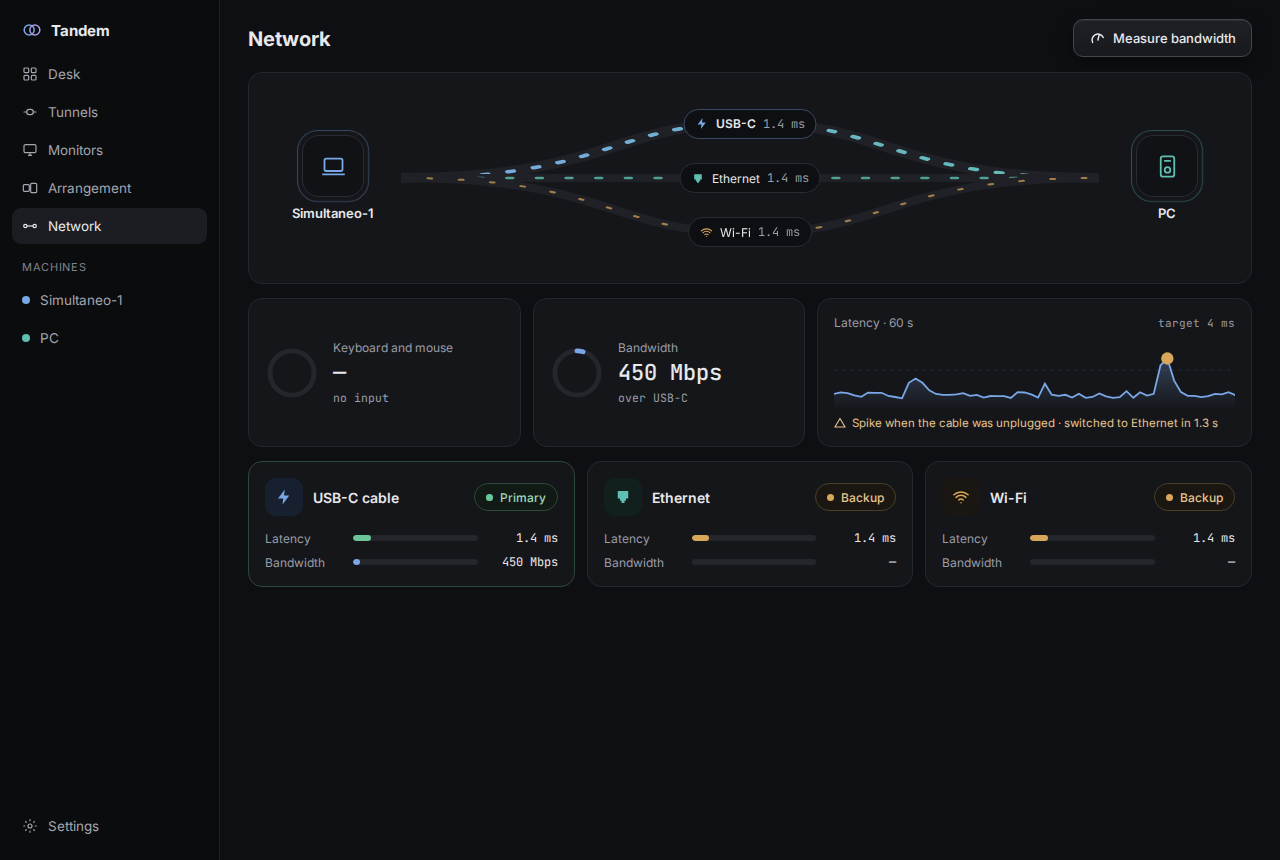 Tandem
Desk
Tunnels
Monitors
Arrangement
Network
MACHINES
Simultaneo-1
PC
Settings
Network
Measure bandwidth
USB-C 1.4 ms
Ethernet 1.4 ms
Wi-Fi 1.4 ms
Simultaneo-1
PC
Keyboard and mouse
—
no input
Bandwidth
450 Mbps
over USB-C
Latency · 60 s
target 4 ms
Spike when the cable was unplugged · switched to Ethernet in 1.3 s
USB-C cable
Primary
Latency
1.4 ms
Bandwidth
450 Mbps
Ethernet
Backup
Latency
1.4 ms
Bandwidth
—
Wi-Fi
Backup
Latency
1.4 ms
Bandwidth
—